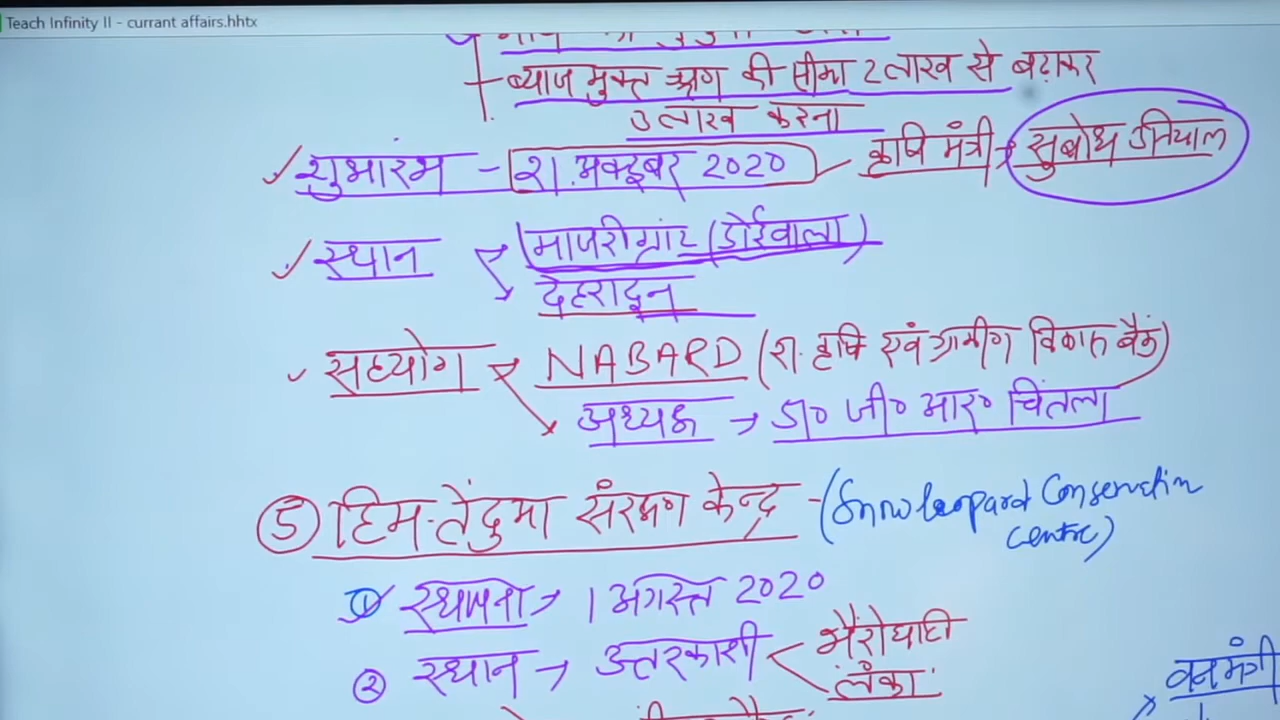 Teach Infinity II - currant affairs.hhtx
ब्याज मुक्त ऋण की सीमा 2 लाख से बढ़ाकर
3 लाख करना
शुभारंभ - 21 अक्टूबर 2020 कृषि मंत्री सुबोध उनियाल
स्थान माजरीग्रांट (डोईवाला)
देहरादून
सहयोग NABARD (रा. कृषि एवं ग्रामीण विकास बैंक)
अध्यक्ष → डा० जी० आर० चिंतला
5 हिम-तेंदुआ संरक्षण केन्द्र - (Snow leopard Conservation
centre)
1 स्थापना → 1 अगस्त 2020
2 स्थान → उत्तरकाशी भैरोघाटी
लंका
वनमंत्री